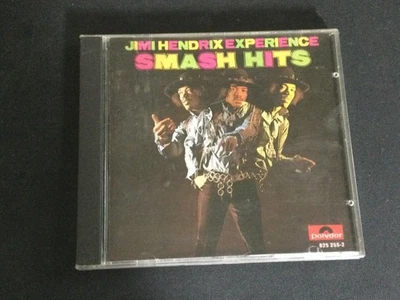 JIMI HENDRIX EXPERIENCE
SMASH HITS
Polydor
825 255-2